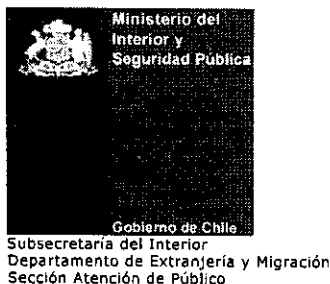 Ministerio del
Interior y
Seguridad Pública
Gobierno de Chile
Subsecretaría del Interior
Departamento de Extranjería y Migración
Sección Atención de Público